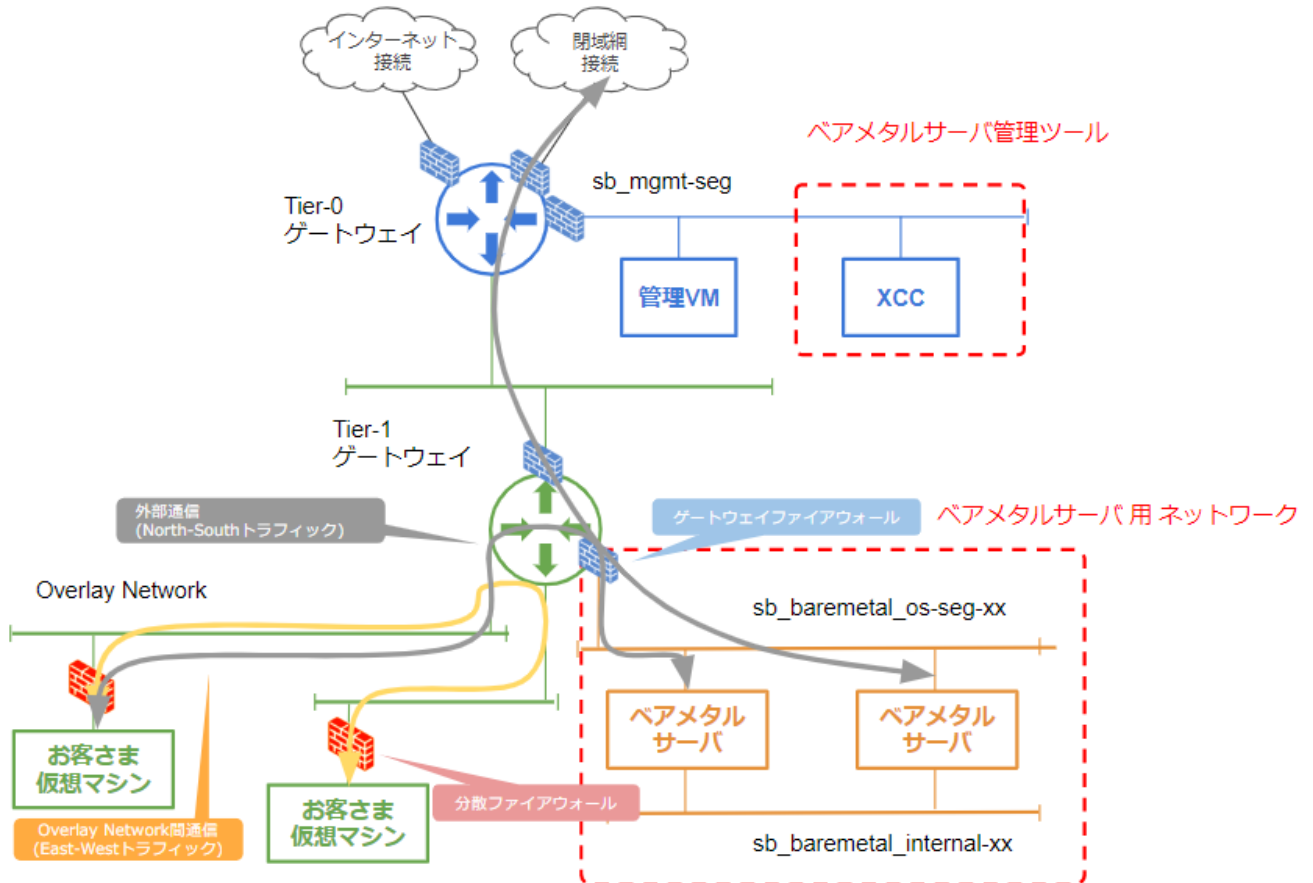 インターネット
接続
閉域網
接続
ベアメタルサーバ管理ツール
sb_mgmt-seg
Tier-0
ゲートウェイ
管理VM
XCC
Tier-1
ゲートウェイ
外部通信
(North-Southトラフィック)
ゲートウェイファイアウォール
ベアメタルサーバ 用 ネットワーク
Overlay Network
sb_baremetal_os-seg-xx
ベアメタル
サーバ
ベアメタル
サーバ
お客さま
仮想マシン
お客さま
仮想マシン
分散ファイアウォール
Overlay Network間通信
(East-Westトラフィック)
sb_baremetal_internal-xx